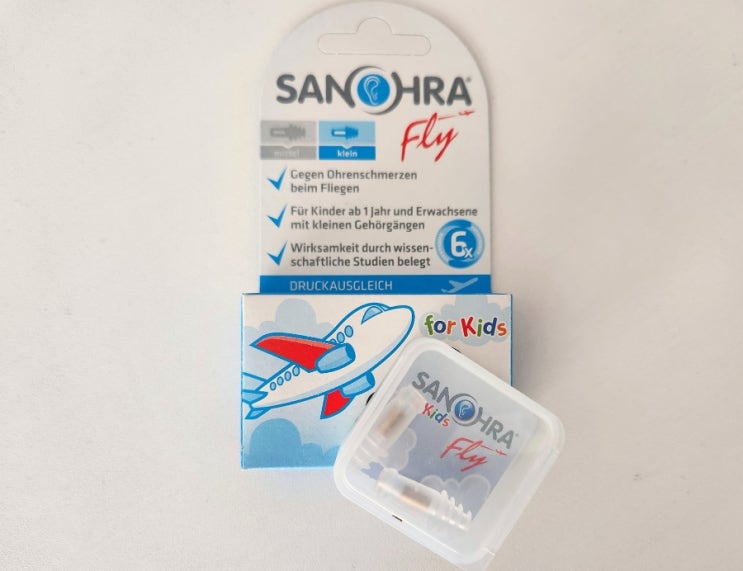 SANOHRA®
Fly
mittel
klein
Gegen Ohrenschmerzen
beim Fliegen
Für Kinder ab 1 Jahr und Erwachsene
mit kleinen Gehörgängen
6x
Wirksamkeit durch wissen-
schaftliche Studien belegt
DRUCKAUSGLEICH
for Kids
SANOHRA
Kids
Fly